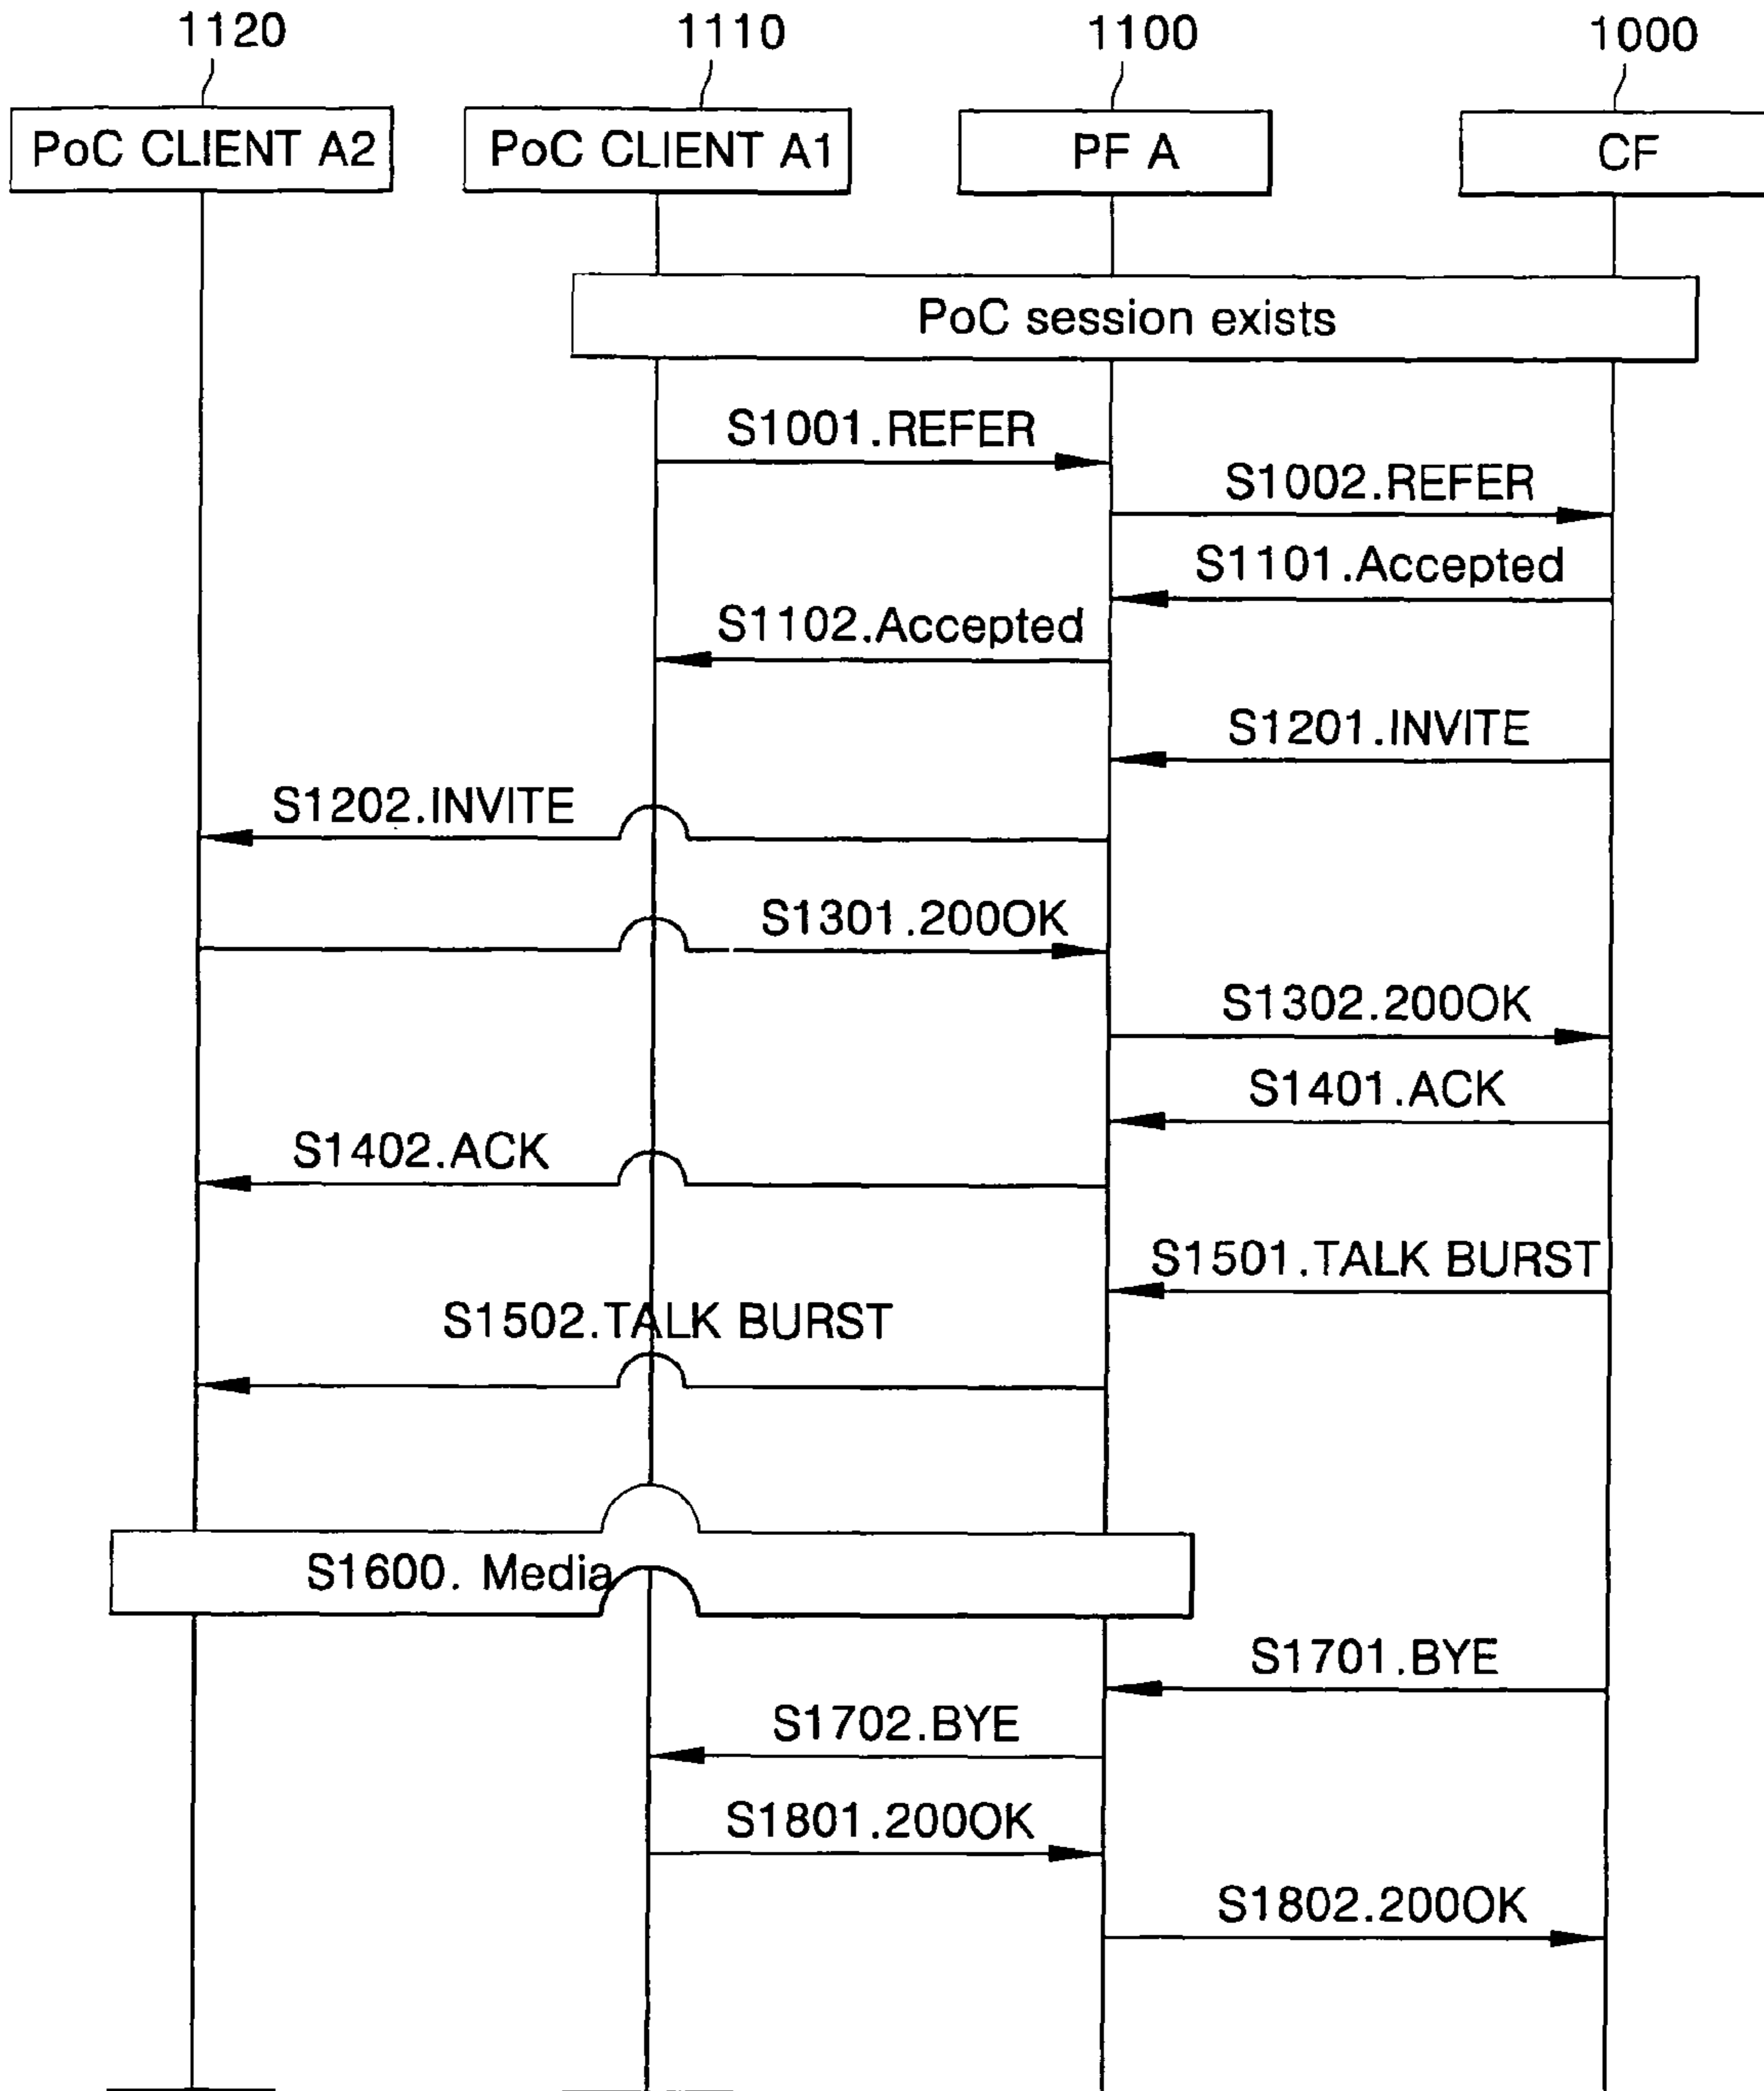 1120 1110 1100 1000
PoC CLIENT A2 PoC CLIENT A1 PF A CF
PoC session exists
S1001.REFER
S1002.REFER
S1101.Accepted
S1102.Accepted
S1201.INVITE
S1202.INVITE
S1301.200OK
S1302.200OK
S1401.ACK
S1402.ACK
S1501.TALK BURST
S1502.TALK BURST
S1600. Media
S1701.BYE
S1702.BYE
S1801.200OK
S1802.200OK